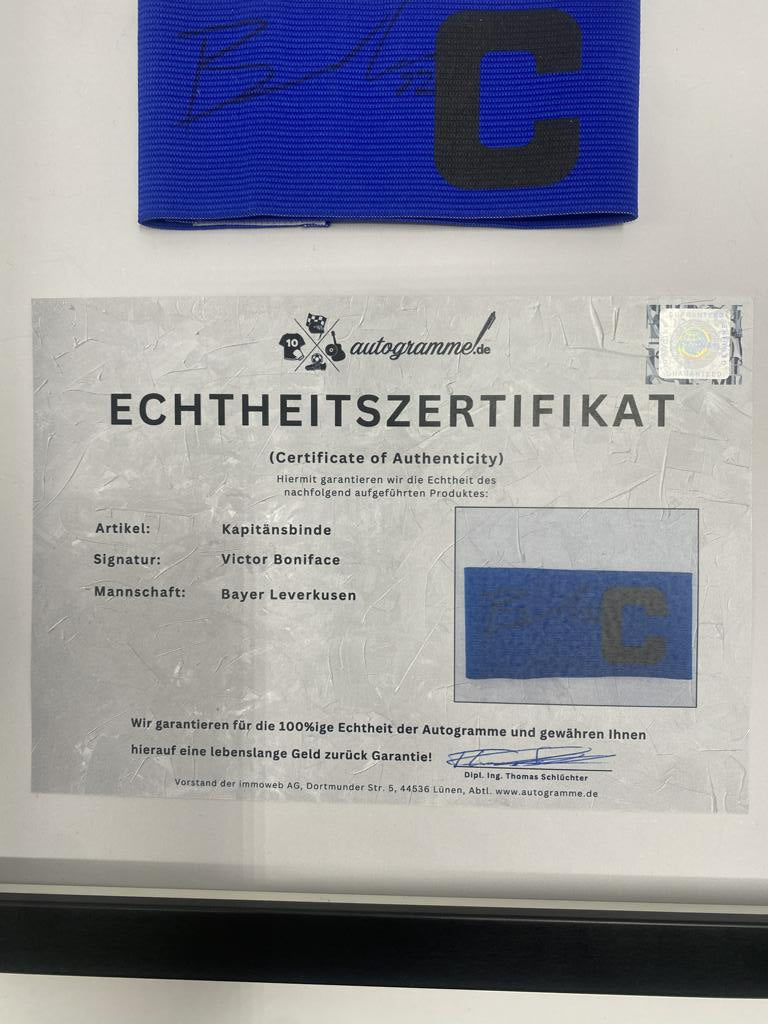 C
10
autogramme.de
GUARANTEED
GUARANTEED
ECHTHEITSZERTIFIKAT
(Certificate of Authenticity)
Hiermit garantieren wir die Echtheit des
nachfolgend aufgeführten Produktes:
Artikel: Kapitänsbinde
Signatur: Victor Boniface
Mannschaft: Bayer Leverkusen
C
Wir garantieren für die 100%ige Echtheit der Autogramme und gewähren Ihnen
hierauf eine lebenslange Geld zurück Garantie!
Dipl. Ing. Thomas Schlüchter
Vorstand der immoweb AG, Dortmunder Str. 5, 44536 Lünen, Abtl. www.autogramme.de